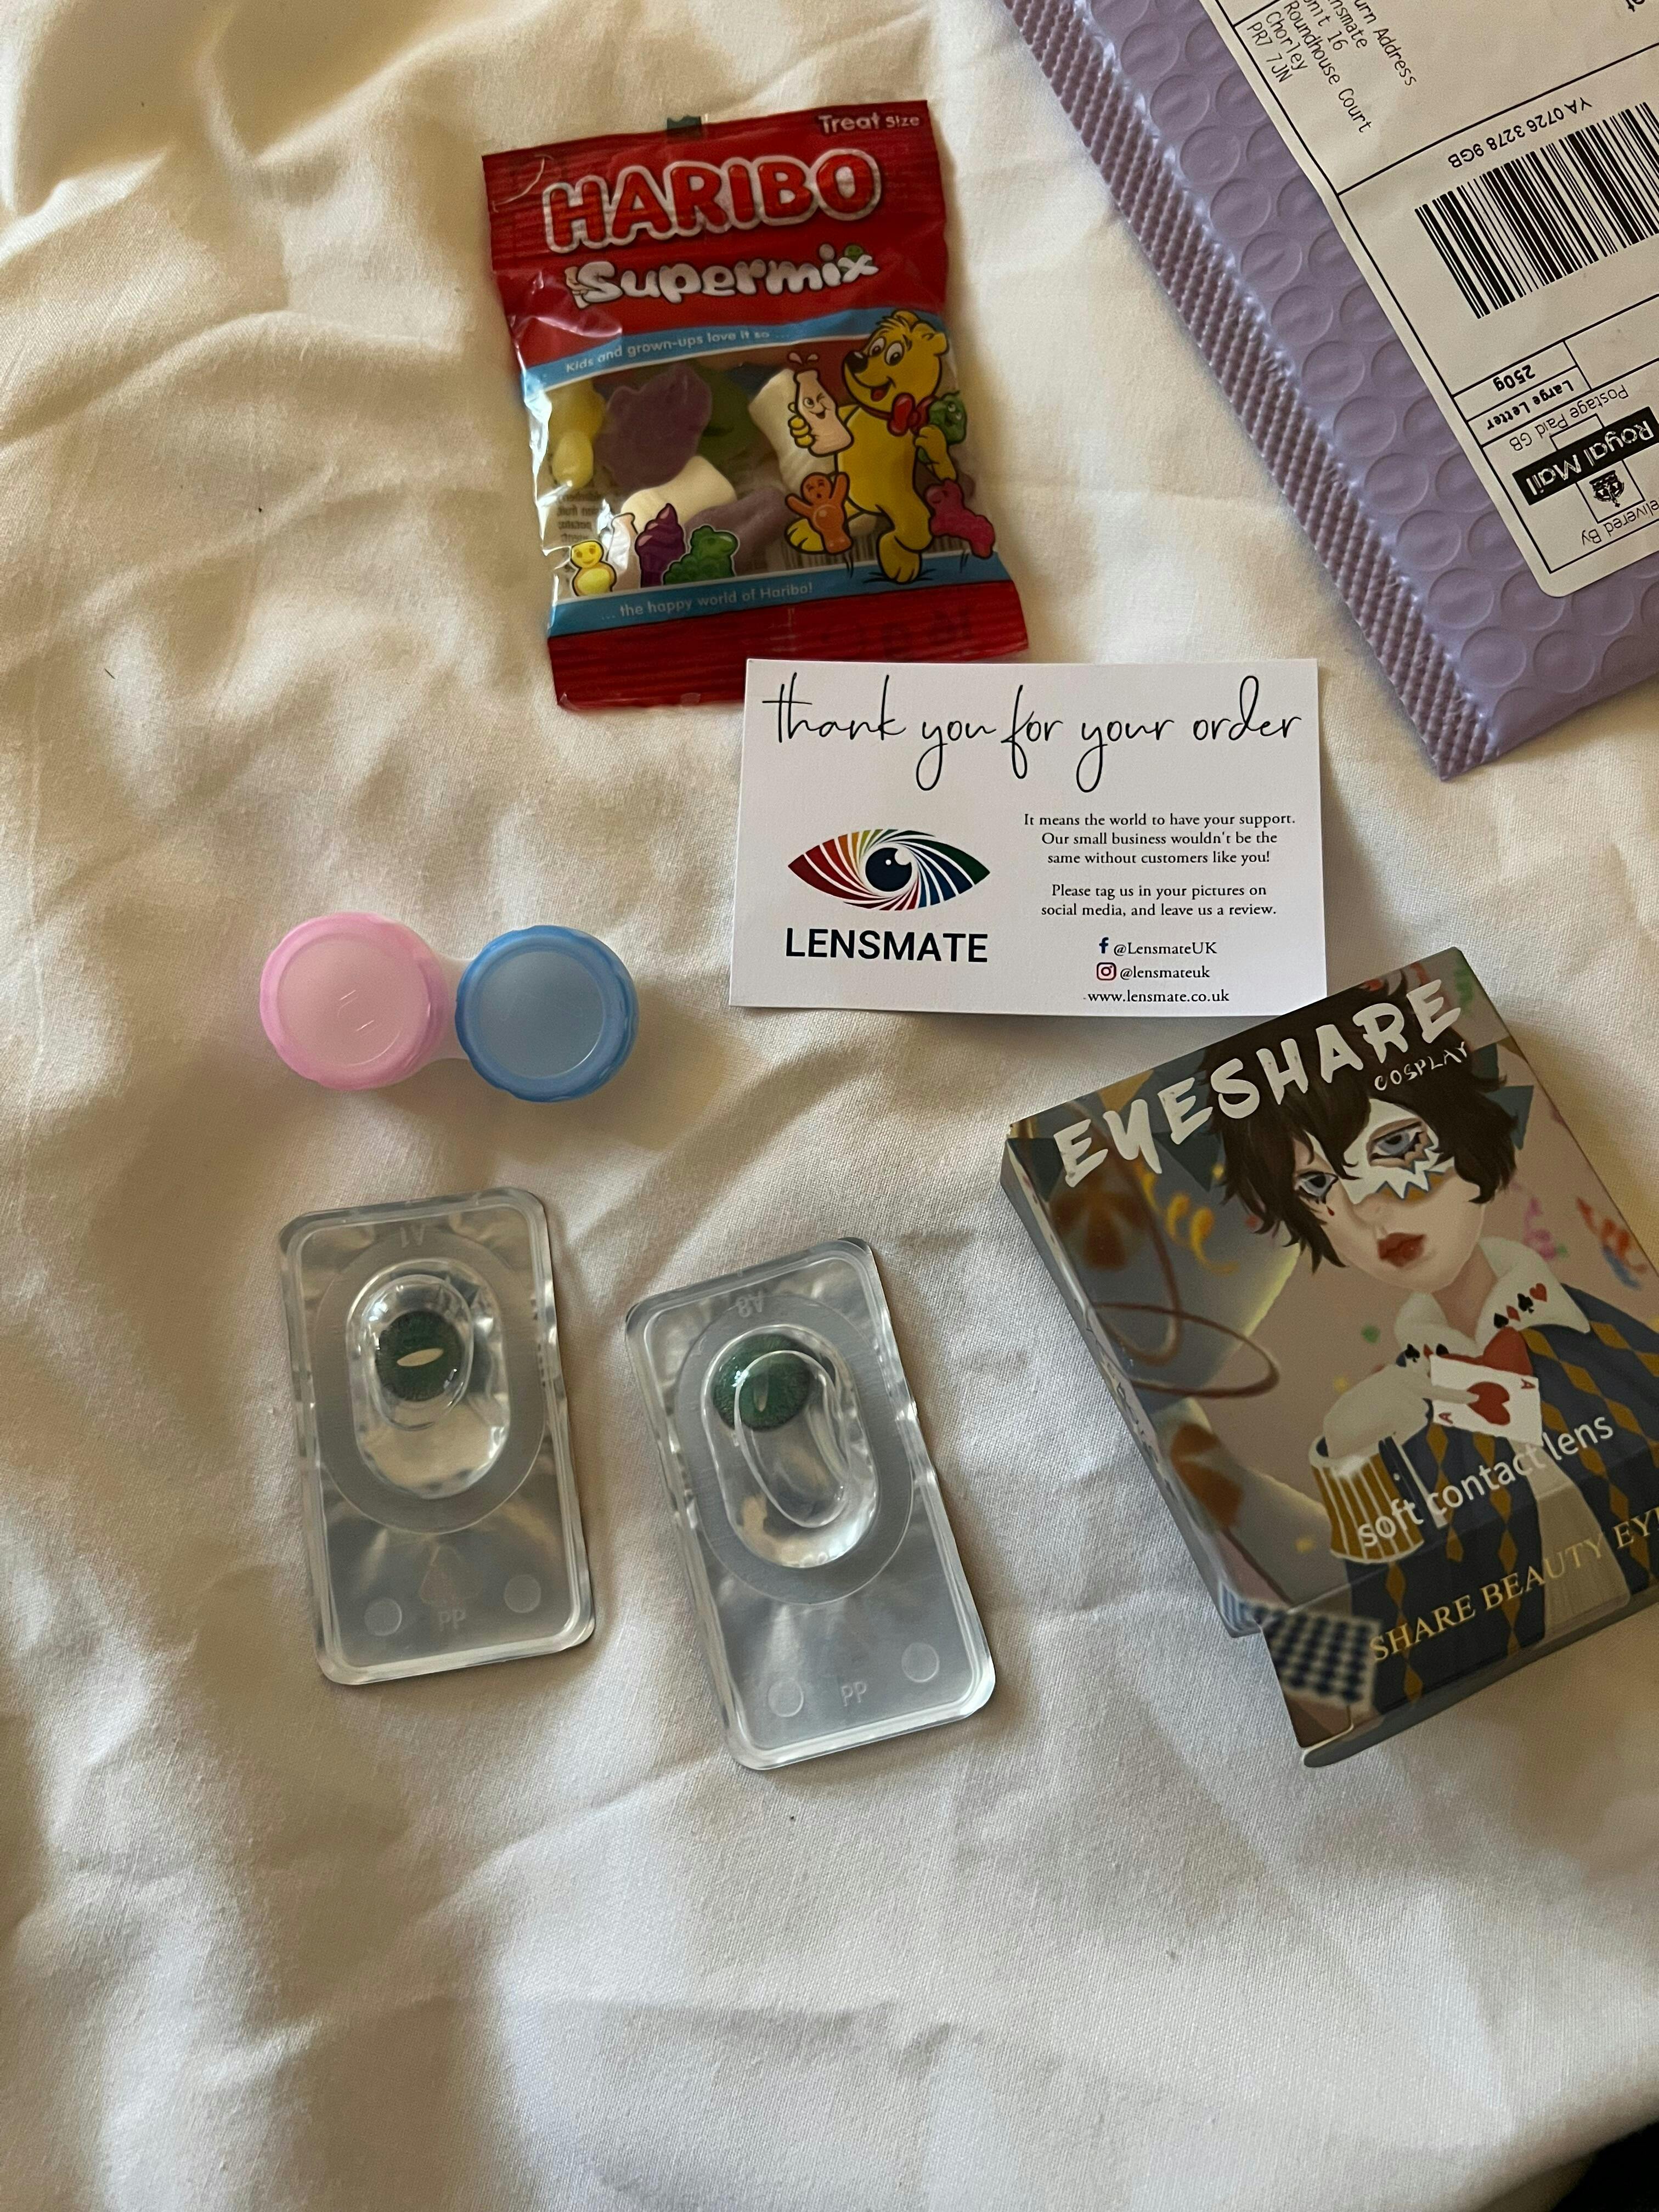 Treat Size
HARIBO
Supermix
Kids and grown-ups love it so ...
... the happy world of Haribo!
Address
16
Roundhouse Court
Chorley
PR7 7JN
YA 0726 3278 9GB
250g
Large Letter
Postage Paid GB
Royal Mail
By
thank you for your order
LENSMATE
It means the world to have your support.
Our small business wouldn't be the
same without customers like you!
Please tag us in your pictures on
social media, and leave us a review.
@LensmateUK
@lensmateuk
www.lensmate.co.uk
EYESHARE
COSPLAY
A
A
soft contact lens
SHARE BEAUTY
PP
PP